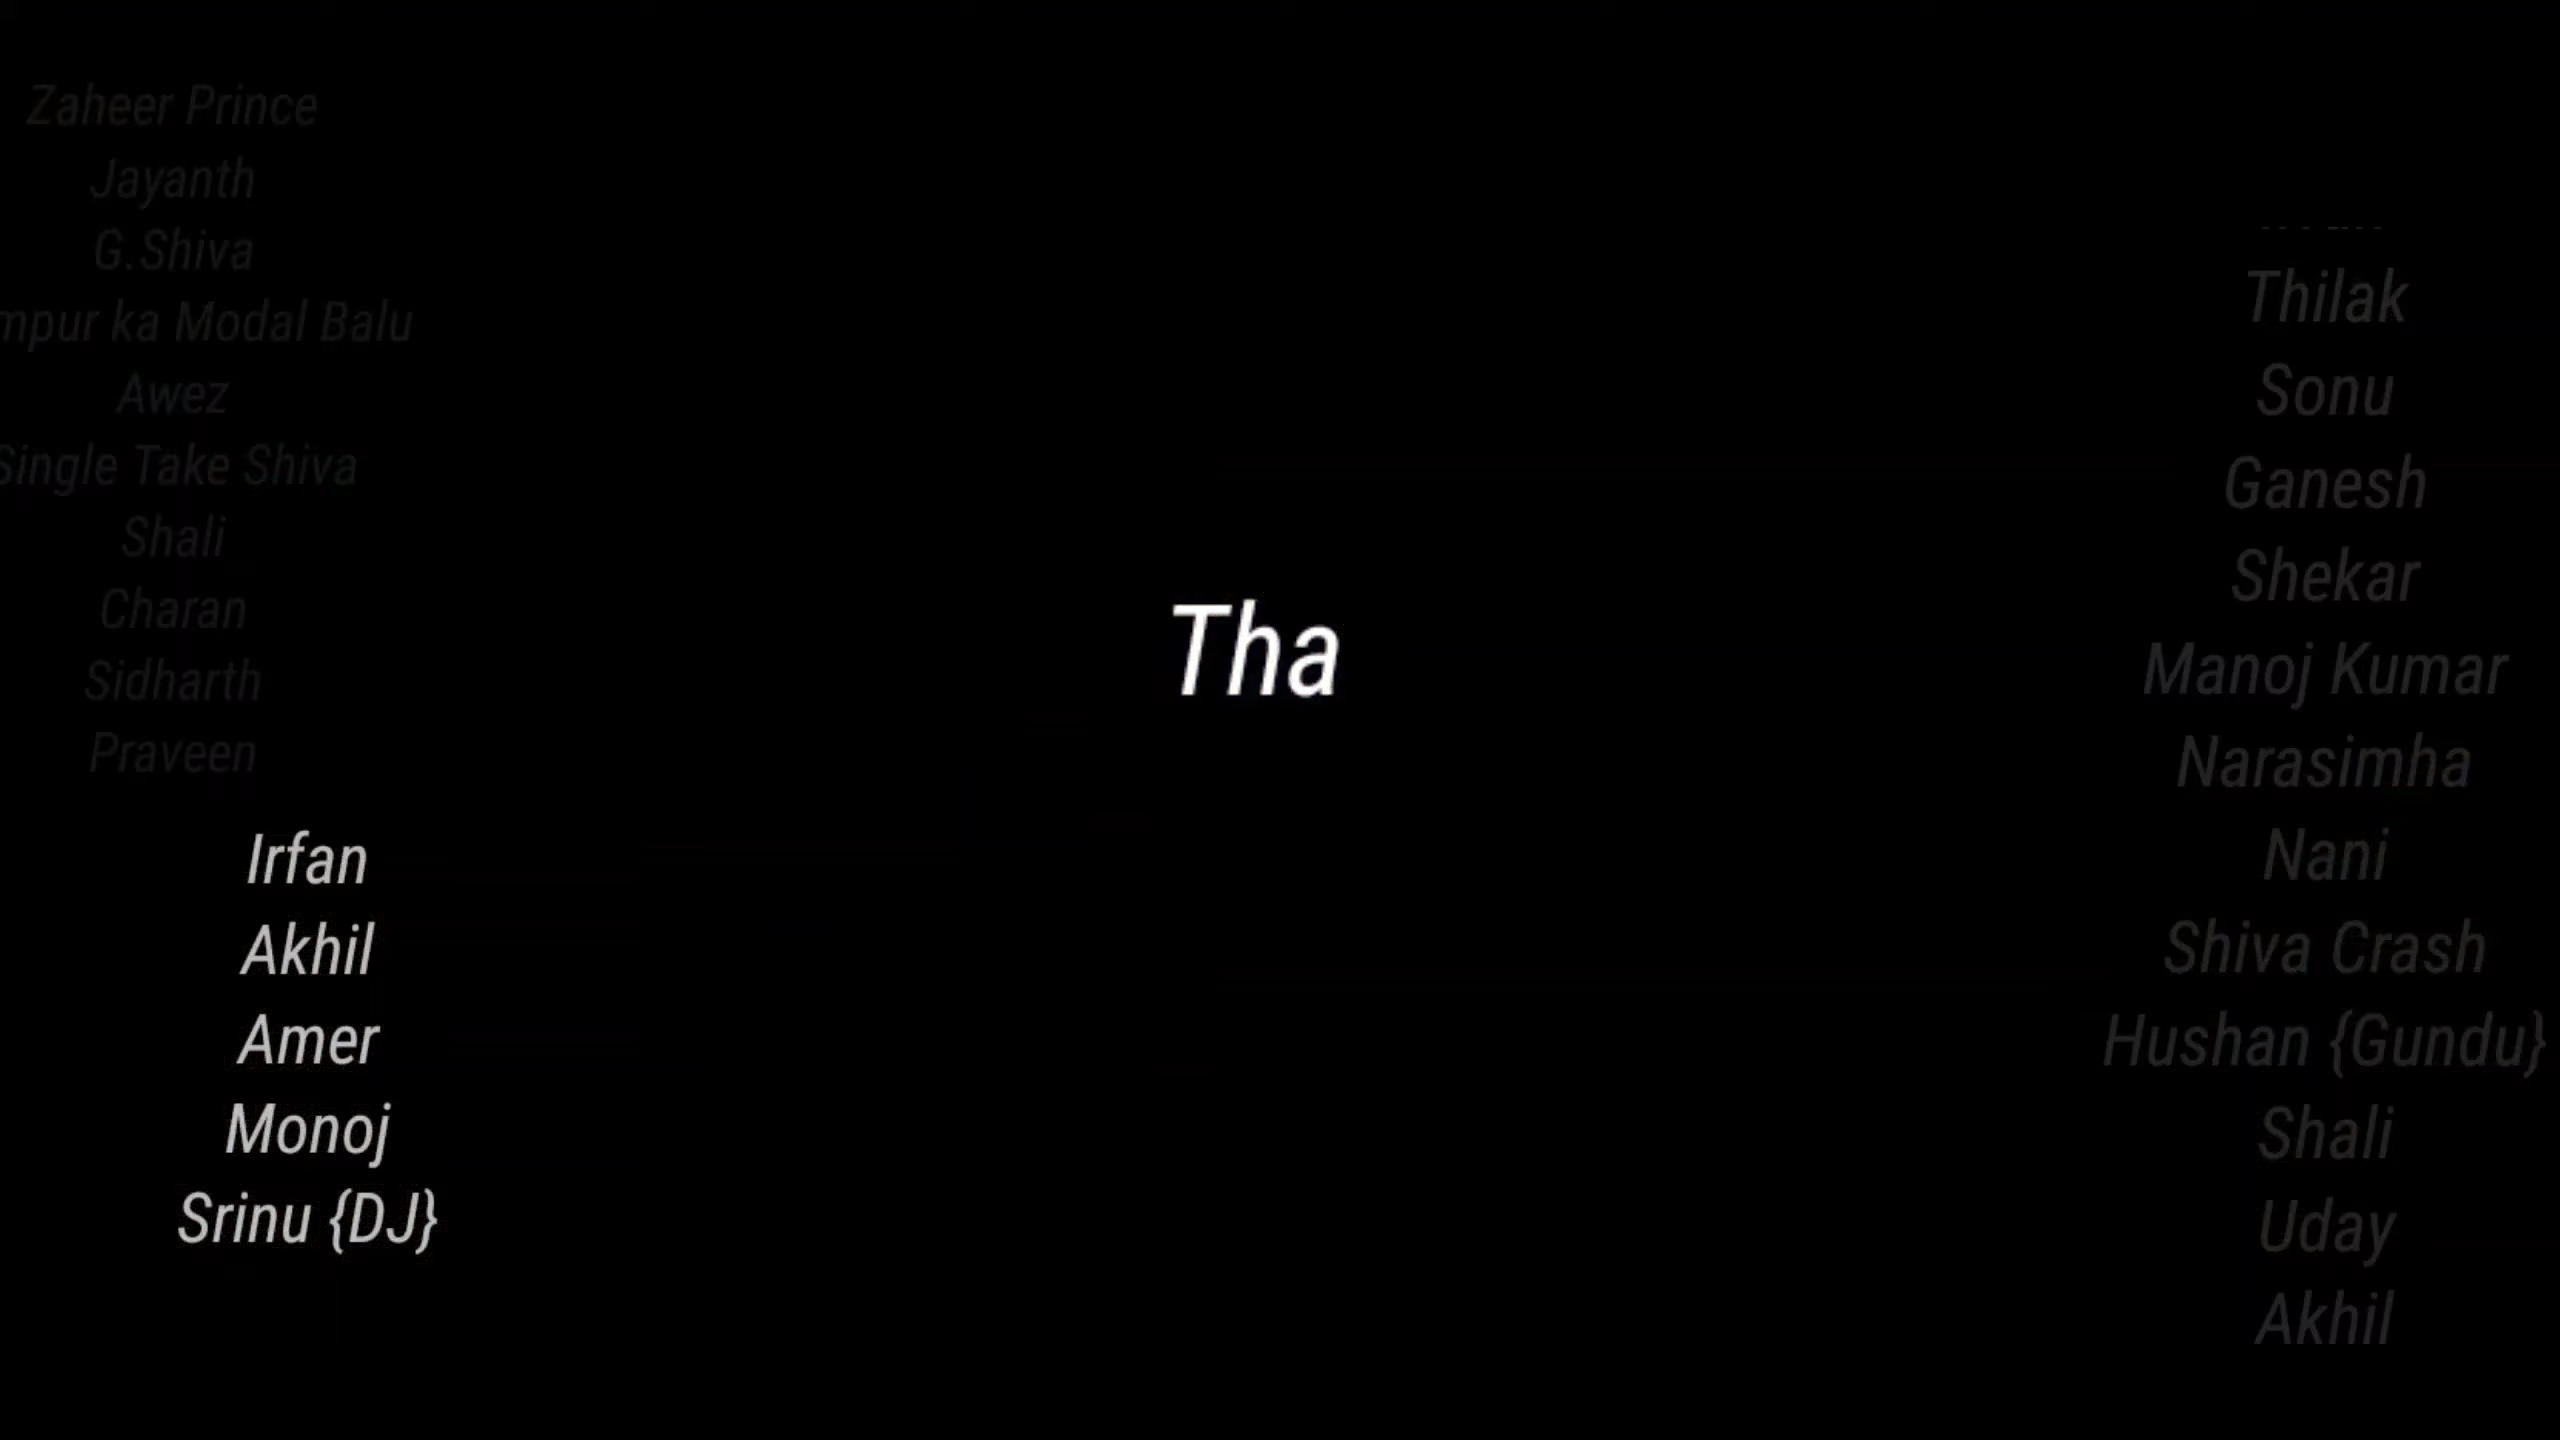 Zaheer Prince
Jayanth
G.Shiva
mpur ka Modal Balu
Awez
Single Take Shiva
Shali
Charan
Sidharth
Praveen
Irfan
Akhil
Amer
Monoj
Srinu {DJ}
Tha
Thilak
Sonu
Ganesh
Shekar
Manoj Kumar
Narasimha
Nani
Shiva Crash
Hushan {Gundu}
Shali
Uday
Akhil